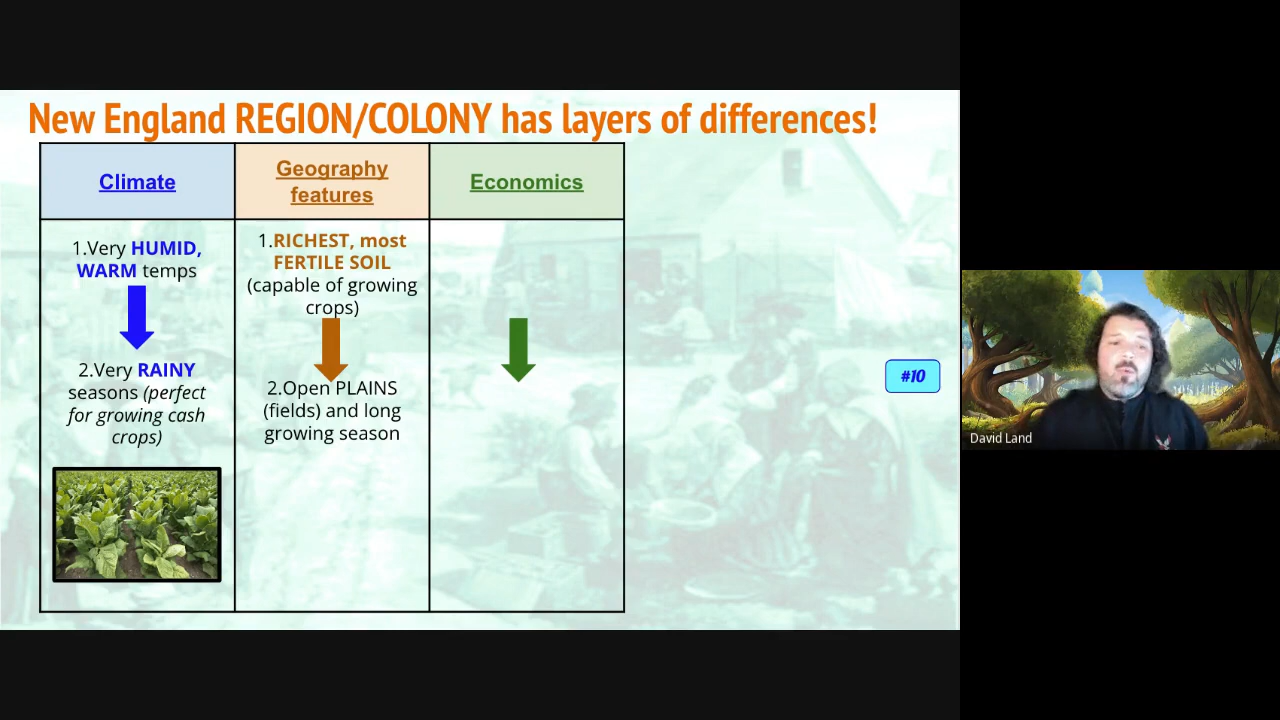 New England REGION/COLONY has layers of differences!
Climate
Geography
features
Economics
1.Very HUMID,
WARM temps
2.Very RAINY
seasons (perfect
for growing cash
crops)
1.RICHEST, most
FERTILE SOIL
(capable of growing
crops)
2.Open PLAINS
(fields) and long
growing season
#10
David Land